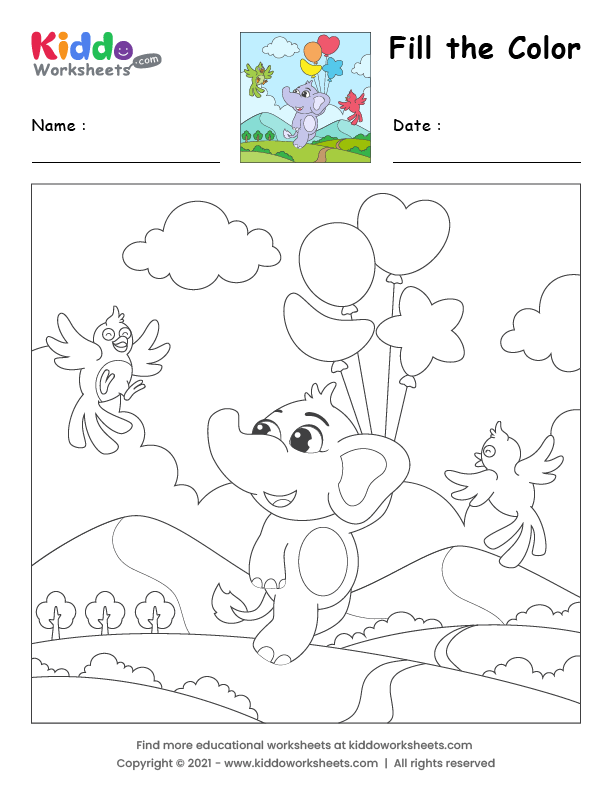 Kiddo
Worksheets.com
Fill the Color
Name :
Date :
Find more educational worksheets at kiddoworksheets.com
Copyright © 2021 - www.kiddoworksheets.com | All rights reserved